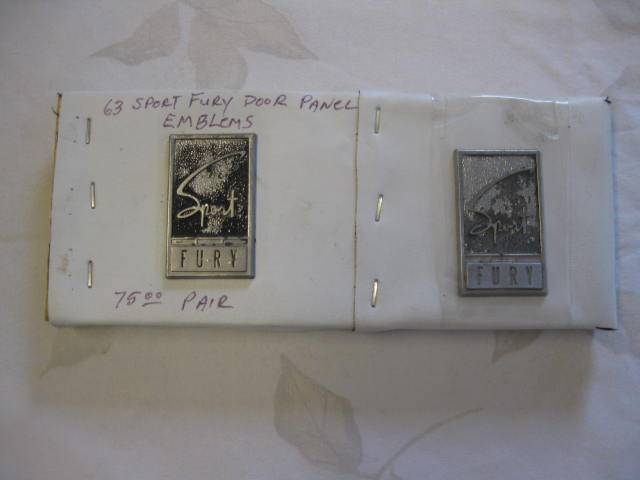 63 SPORT FURY DOOR PANEL
EMBLEMS
Sport
FURY
Sport
FURY
75.00 PAIR